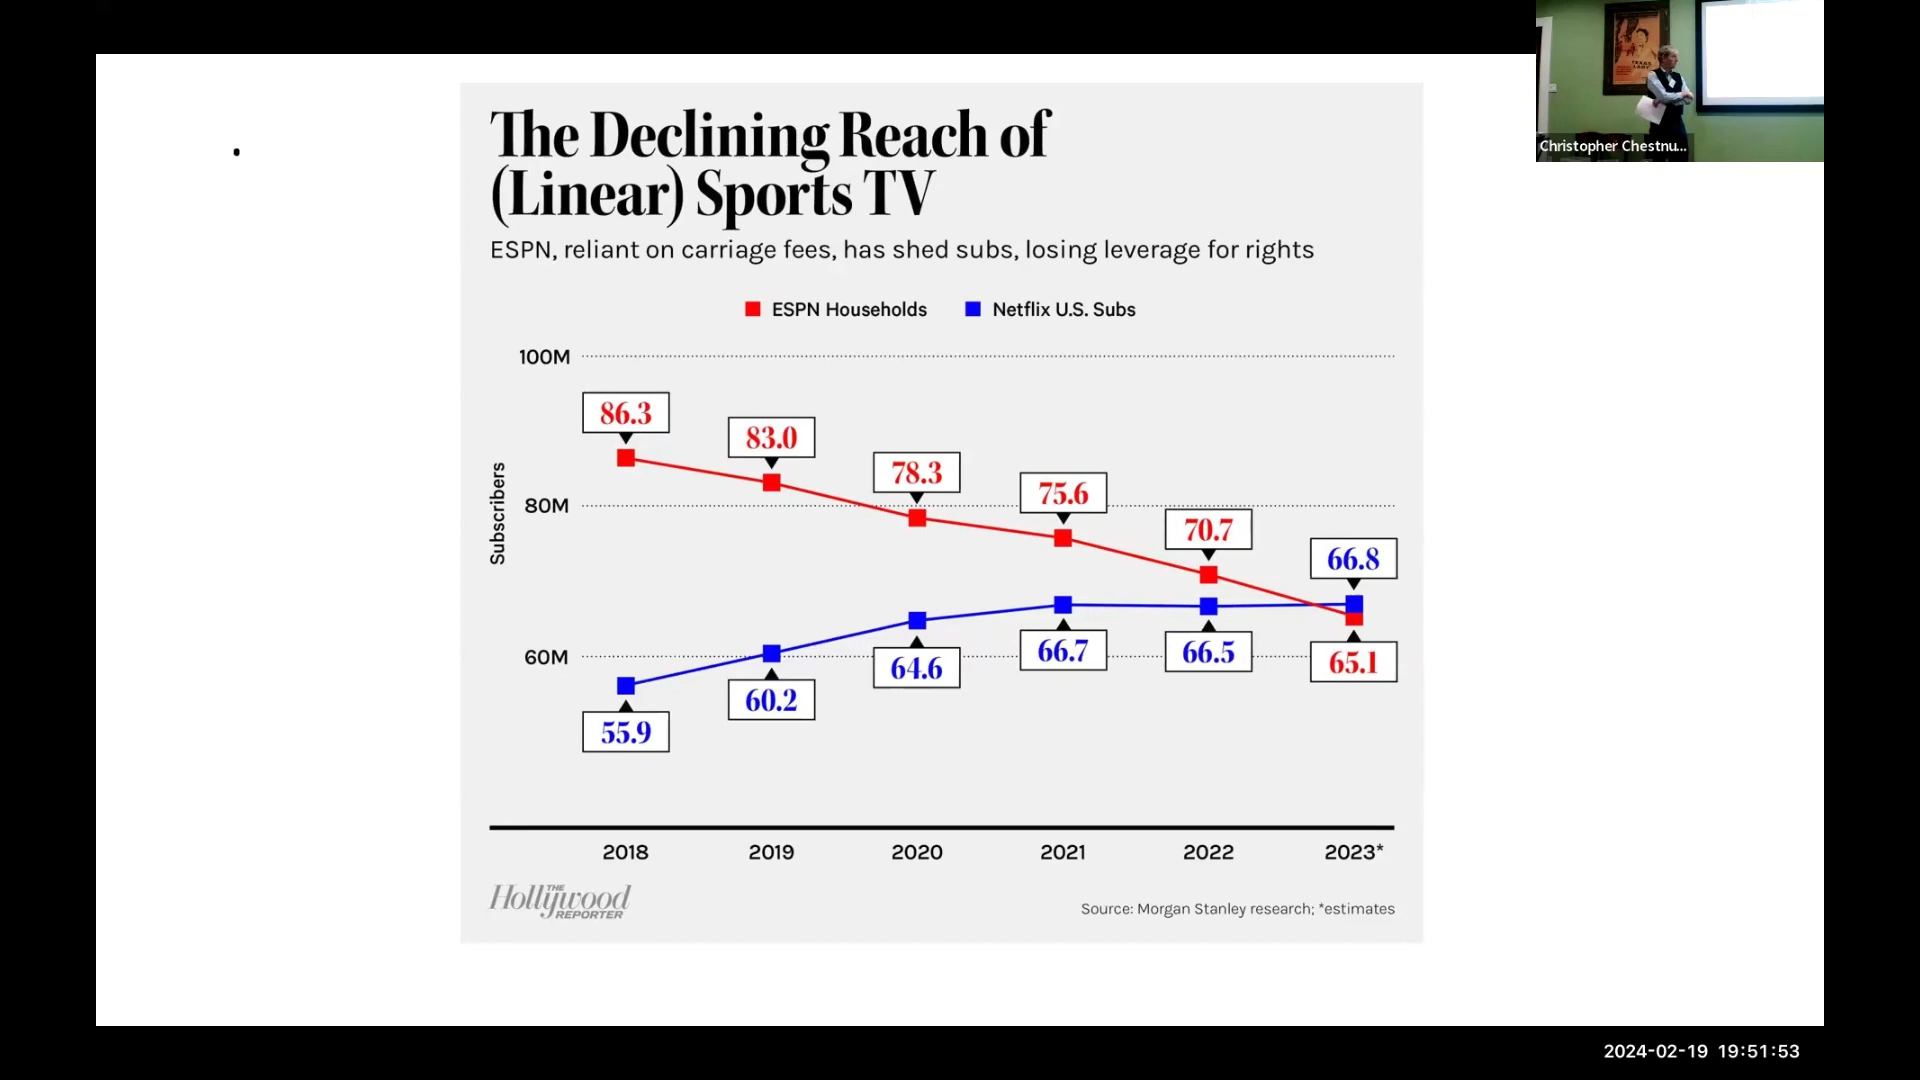 The Declining Reach of
(Linear) Sports TV
ESPN, reliant on carriage fees, has shed subs, losing leverage for rights
ESPN Households
Netflix U.S. Subs
100M
80M
60M
Subscribers
86.3
83.0
78.3
75.6
70.7
66.8
55.9
60.2
64.6
66.7
66.5
65.1
2018
2019
2020
2021
2022
2023*
THE
Hollywood
REPORTER
Source: Morgan Stanley research; *estimates
TEXAS
LADY
Christopher Chestnu...
2024-02-19 19:51:53